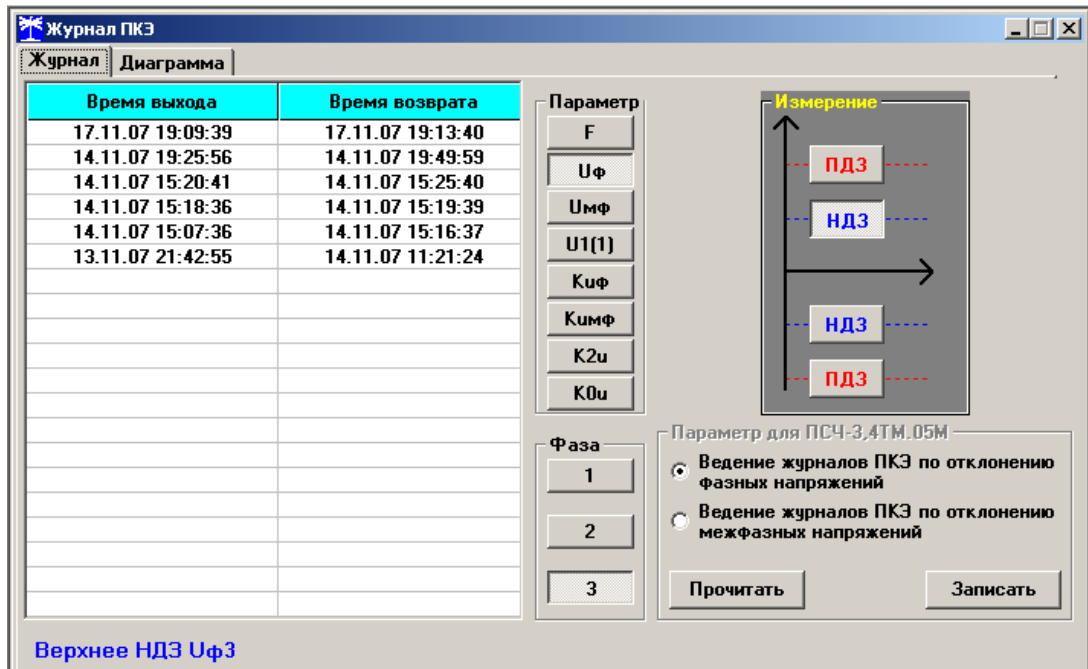 Журнал ПКЭ
Журнал Диаграмма
Время выхода Время возврата
17.11.07 19:09:39 17.11.07 19:13:40
14.11.07 19:25:56 14.11.07 19:49:59
14.11.07 15:20:41 14.11.07 15:25:40
14.11.07 15:18:36 14.11.07 15:19:39
14.11.07 15:07:36 14.11.07 15:16:37
13.11.07 21:42:55 14.11.07 11:21:24
Параметр
F
Uф
Uмф
U1(1)
Kuф
Kuмф
K2u
K0u
Измерение
ПДЗ
НДЗ
НДЗ
ПДЗ
Фаза
1
2
3
Параметр для ПСЧ-3,4ТМ.05М
Ведение журналов ПКЭ по отклонению
фазных напряжений
Ведение журналов ПКЭ по отклонению
межфазных напряжений
Прочитать Записать
Верхнее НДЗ Uф3